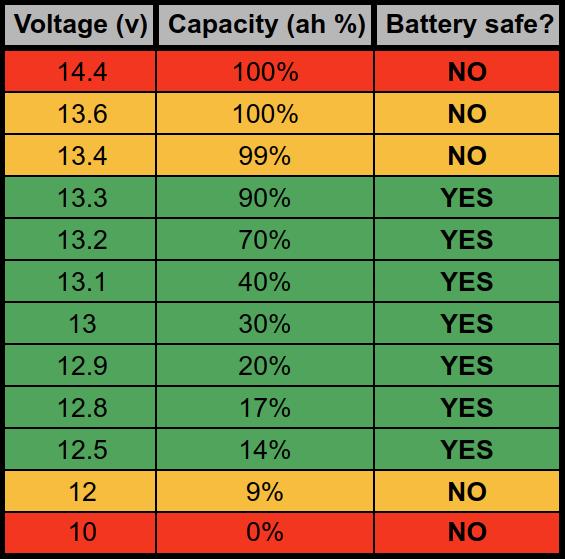 Voltage (v) Capacity (ah %) Battery safe?
14.4 100% NO
13.6 100% NO
13.4 99% NO
13.3 90% YES
13.2 70% YES
13.1 40% YES
13 30% YES
12.9 20% YES
12.8 17% YES
12.5 14% YES
12 9% NO
10 0% NO